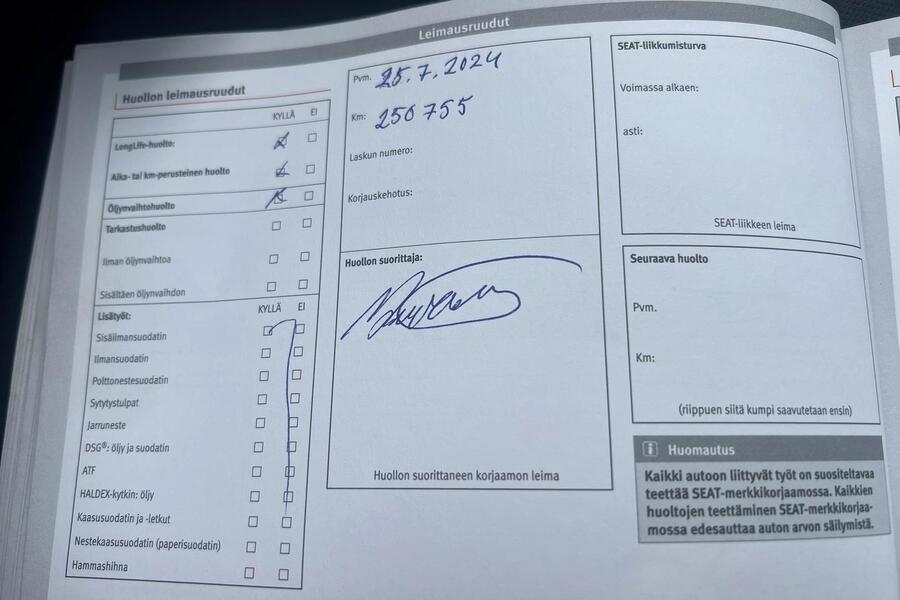 Leimausruudut
Huollon leimausruudut
KYLLÄ EI
LongLife-huolto:
Aika- tai km-perusteinen huolto
Öljynvaihtohuolto
Tarkastushuolto
Ilman öljynvaihtoa
Sisältäen öljynvaihdon
Lisätyöt: KYLLÄ EI
Sisäilmansuodatin
Ilmansuodatin
Polttonestesuodatin
Sytytystulpat
Jarruneste
DSG®: öljy ja suodatin
ATF
HALDEX-kytkin: öljy
Kaasusuodatin ja -letkut
Nestekaasusuodatin (paperisuodatin)
Hammashihna
Pvm. 25.7.2024
Km: 250755
Laskun numero:
Korjauskehotus:
Huollon suorittaja:
Huollon suorittaneen korjaamon leima
SEAT-liikkumisturva
Voimassa alkaen:
asti:
SEAT-liikkeen leima
Seuraava huolto
Pvm.
Km:
(riippuen siitä kumpi saavutetaan ensin)
i Huomautus
Kaikki autoon liittyvät työt on suositeltavaa
teettää SEAT-merkkikorjaamossa. Kaikkien
huoltojen teettäminen SEAT-merkkikorjaa-
mossa edesauttaa auton arvon säilymistä.